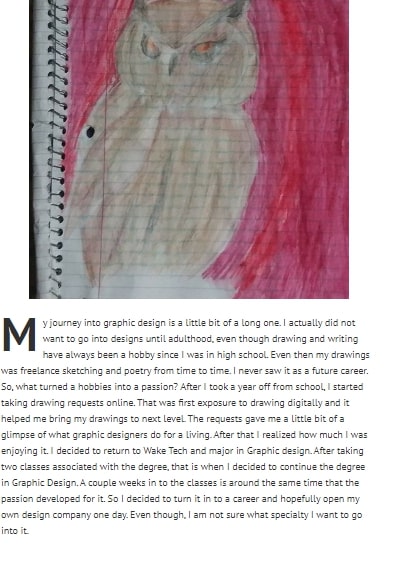 My journey into graphic design is a little bit of a long one. I actually did not
want to go into designs until adulthood, even though drawing and writing
have always been a hobby since I was in high school. Even then my drawings
was freelance sketching and poetry from time to time. I never saw it as a future career.
So, what turned a hobbies into a passion? After I took a year off from school, I started
taking drawing requests online. That was first exposure to drawing digitally and it
helped me bring my drawings to next level. The requests gave me a little bit of a
glimpse of what graphic designers do for a living. After that I realized how much I was
enjoying it. I decided to return to Wake Tech and major in Graphic design. After taking
two classes associated with the degree, that is when I decided to continue the degree
in Graphic Design. A couple weeks in to the classes is around the same time that the
passion developed for it. So I decided to turn it in to a career and hopefully open my
own design company one day. Even though, I am not sure what specialty I want to go
into it.